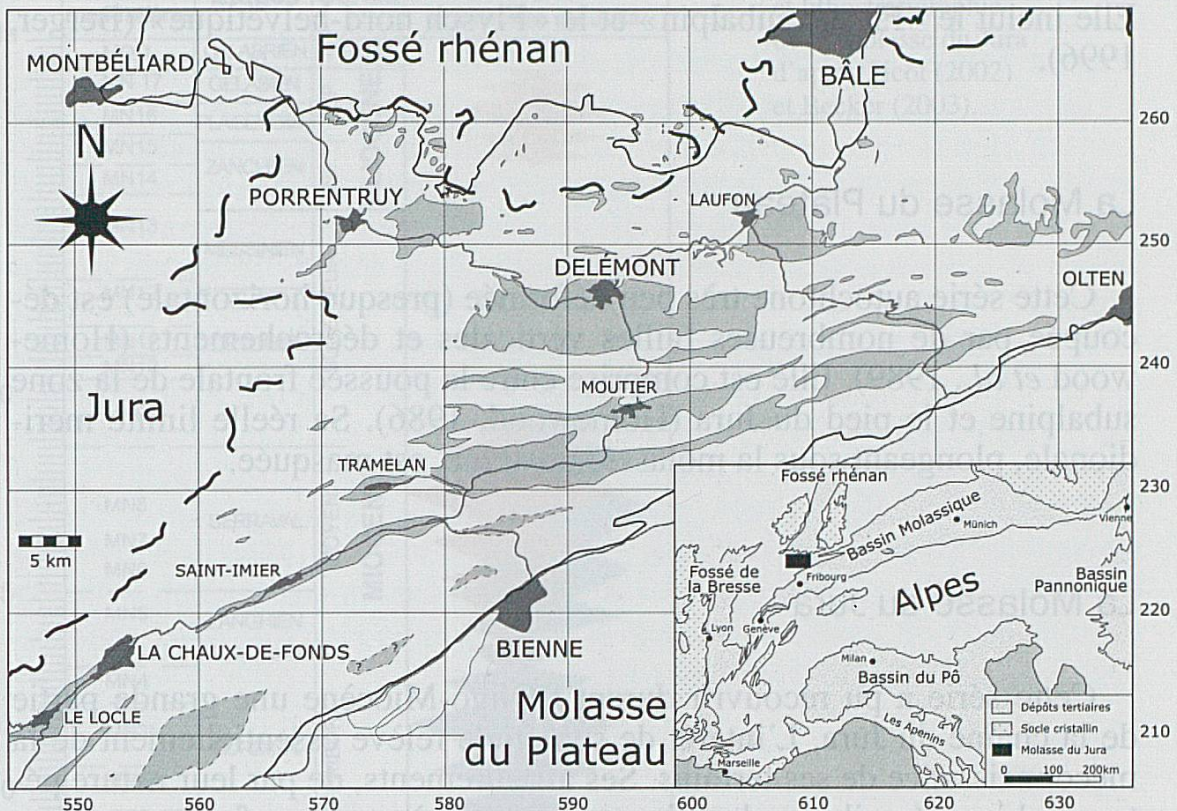 MONTBÉLIARD
Fossé rhénan
BÂLE
N
260
PORRENTRUY
LAUFON
250
DELÉMONT
OLTEN
240
Jura
MOUTIER
TRAMELAN
230
5 km
SAINT-IMIER
220
LA CHAUX-DE-FONDS
BIENNE
LE LOCLE
Molasse
du Plateau
210
550
560
570
580
590
600
610
620
630
Fossé rhénan
Bassin Molassique
Münich
Vienne
Fribourg
Fossé de
la Bresse
Alpes
Bassin
Pannonique
Lyon
Genève
Milan
Bassin du Pô
Les Apenins
Marseille
Dépôts tertiaires
Socle cristallin
Molasse du Jura
0 100 200km